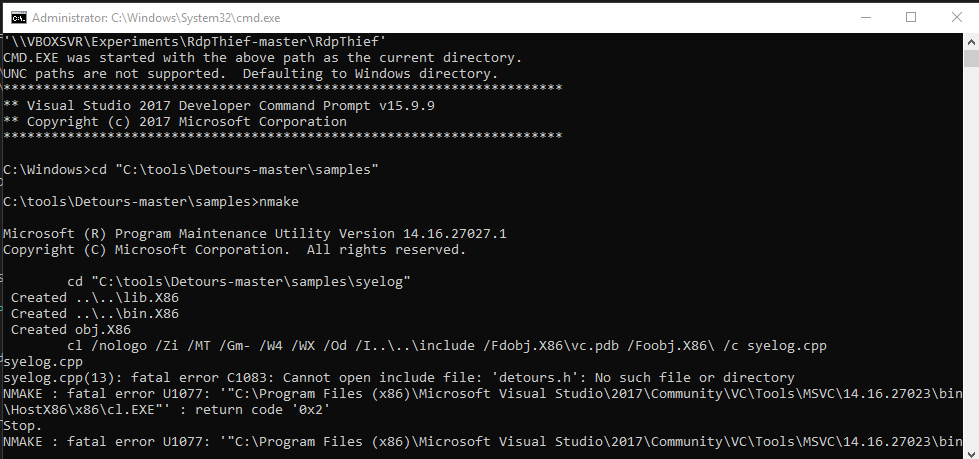 Administrator: C:\Windows\System32\cmd.exe
'\\VBOXSVR\Experiments\RdpThief-master\RdpThief'
CMD.EXE was started with the above path as the current directory.
UNC paths are not supported.  Defaulting to Windows directory.
**********************************************************************
** Visual Studio 2017 Developer Command Prompt v15.9.9
** Copyright (c) 2017 Microsoft Corporation
**********************************************************************
C:\Windows>cd "C:\tools\Detours-master\samples"
C:\tools\Detours-master\samples>nmake
Microsoft (R) Program Maintenance Utility Version 14.16.27027.1
Copyright (C) Microsoft Corporation.  All rights reserved.
        cd "C:\tools\Detours-master\samples\syelog"
 Created ..\..\lib.X86
 Created ..\..\bin.X86
 Created obj.X86
        cl /nologo /Zi /MT /Gm- /W4 /WX /Od /I..\..\include /Fdobj.X86\vc.pdb /Foobj.X86\ /c syelog.cpp
syelog.cpp
syelog.cpp(13): fatal error C1083: Cannot open include file: 'detours.h': No such file or directory
NMAKE : fatal error U1077: '"C:\Program Files (x86)\Microsoft Visual Studio\2017\Community\VC\Tools\MSVC\14.16.27023\bin
\HostX86\x86\cl.EXE"' : return code '0x2'
Stop.
NMAKE : fatal error U1077: '"C:\Program Files (x86)\Microsoft Visual Studio\2017\Community\VC\Tools\MSVC\14.16.27023\bin